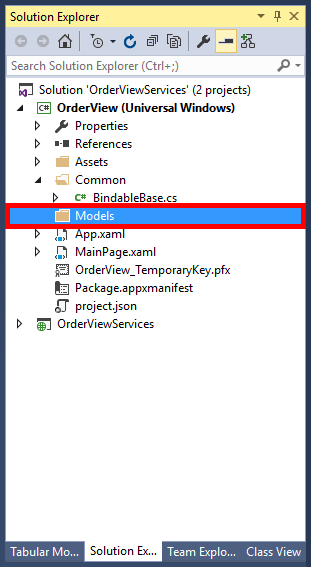 Solution Explorer
Search Solution Explorer (Ctrl+;)
Solution 'OrderViewServices' (2 projects)
C# OrderView (Universal Windows)
Properties
References
Assets
Common
C# BindableBase.cs
Models
App.xaml
MainPage.xaml
OrderView_TemporaryKey.pfx
Package.appxmanifest
project.json
OrderViewServices
Tabular Mo... Solution Ex... Team Explo... Class View